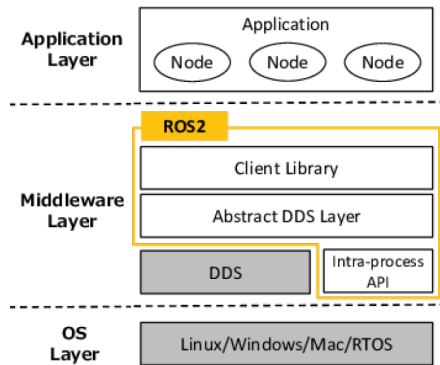 Application
Layer
Application
Node
Node
Node
ROS2
Middleware
Layer
Client Library
Abstract DDS Layer
DDS
Intra-process
API
OS
Layer
Linux/Windows/Mac/RTOS